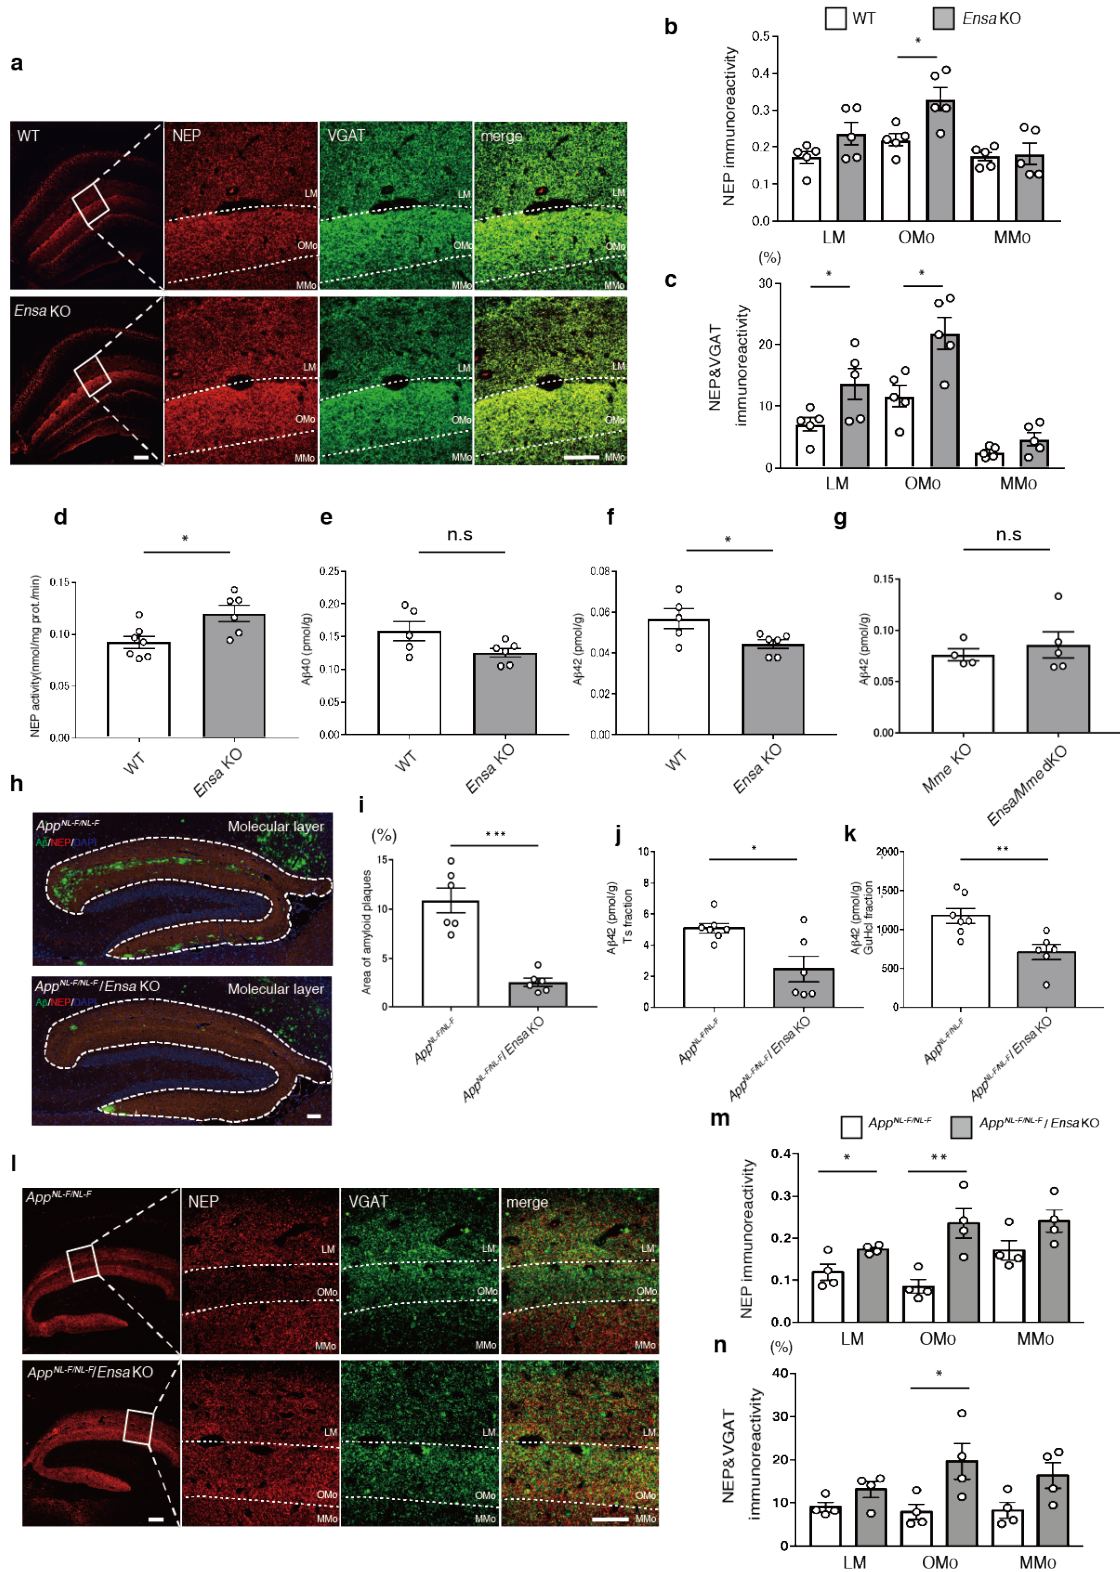 a
WT
NEP
VGAT
merge
LM
OMo
MMo
Ensa KO
LM
OMo
MMo
b
WT
Ensa KO
NEP immunoreactivity
0.5
0.4
0.3
0.2
0.1
0.0
*
LM
OMo
MMo
c
(%)
NEP&VGAT
immunoreactivity
30
20
10
0
*
*
LM
OMo
MMo
d
NEP activity(nmol/mg prot./min)
0.15
0.10
0.05
0.00
*
WT
Ensa KO
e
Aβ40 (pmol/g)
0.25
0.20
0.15
0.10
0.05
0.00
n.s
WT
Ensa KO
f
Aβ42 (pmol/g)
0.08
0.06
0.04
0.02
0.00
*
WT
Ensa KO
g
Aβ42 (pmol/g)
0.15
0.10
0.05
0.00
n.s
Mme KO
Ensa/MmedKO
h
App^NL-F/NL-F
Molecular layer
Aβ/NEP/DAPI
App^NL-F/NL-F/Ensa KO
Molecular layer
Aβ/NEP/DAPI
i
(%)
Area of amyloid plaques
15
10
5
0
***
App^NL-F/NL-F
App^NL-F/NL-F/Ensa KO
j
Aβ42 (pmol/g)
Ts fraction
10
8
6
4
2
0
*
App^NL-F/NL-F
App^NL-F/NL-F/Ensa KO
k
Aβ42 (pmol/g)
GuHcl fraction
2000
1500
1000
500
0
**
App^NL-F/NL-F
App^NL-F/NL-F/Ensa KO
l
App^NL-F/NL-F
NEP
VGAT
merge
LM
OMo
MMo
App^NL-F/NL-F/Ensa KO
LM
OMo
MMo
m
App^NL-F/NL-F
App^NL-F/NL-F/Ensa KO
NEP immunoreactivity
0.4
0.3
0.2
0.1
0.0
*
**
LM
OMo
MMo
n
(%)
NEP&VGAT
immunoreactivity
40
30
20
10
0
*
LM
OMo
MMo